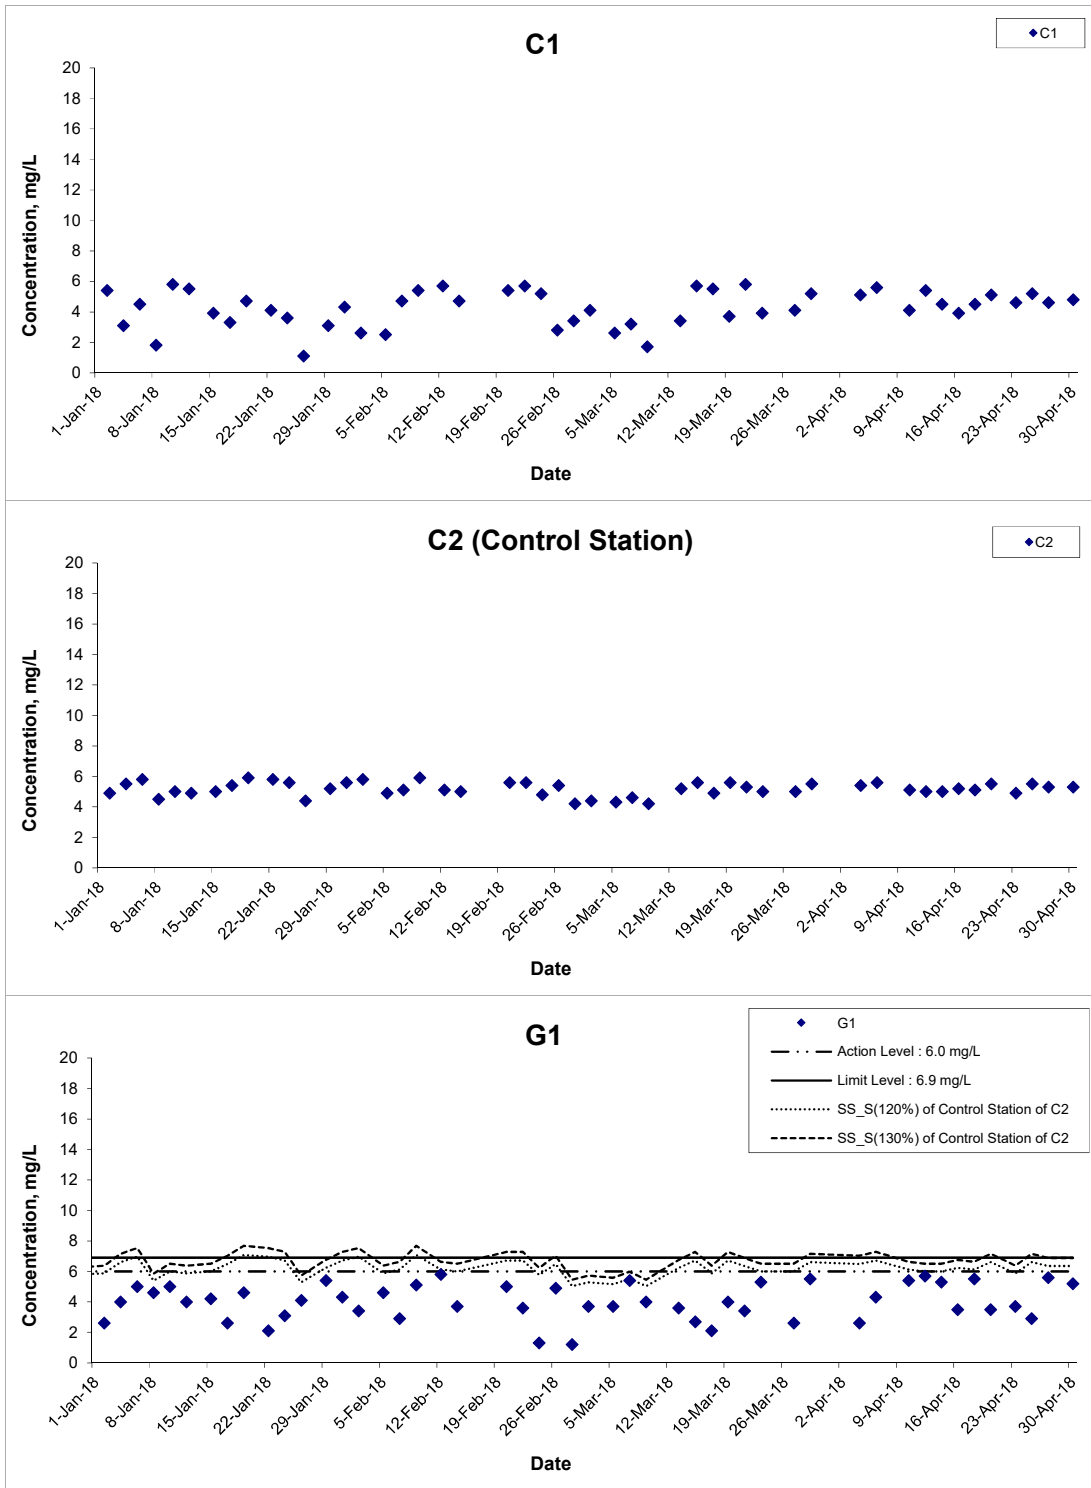 C1
C1
20
18
16
14
12
10
8
6
4
2
0
Concentration, mg/L
1-Jan-18
8-Jan-18
15-Jan-18
22-Jan-18
29-Jan-18
5-Feb-18
12-Feb-18
19-Feb-18
26-Feb-18
5-Mar-18
12-Mar-18
19-Mar-18
26-Mar-18
2-Apr-18
9-Apr-18
16-Apr-18
23-Apr-18
30-Apr-18
Date
C2 (Control Station)
C2
20
18
16
14
12
10
8
6
4
2
0
Concentration, mg/L
1-Jan-18
8-Jan-18
15-Jan-18
22-Jan-18
29-Jan-18
5-Feb-18
12-Feb-18
19-Feb-18
26-Feb-18
5-Mar-18
12-Mar-18
19-Mar-18
26-Mar-18
2-Apr-18
9-Apr-18
16-Apr-18
23-Apr-18
30-Apr-18
Date
G1
G1
Action Level : 6.0 mg/L
Limit Level : 6.9 mg/L
SS_S(120%) of Control Station of C2
SS_S(130%) of Control Station of C2
20
18
16
14
12
10
8
6
4
2
0
Concentration, mg/L
1-Jan-18
8-Jan-18
15-Jan-18
22-Jan-18
29-Jan-18
5-Feb-18
12-Feb-18
19-Feb-18
26-Feb-18
5-Mar-18
12-Mar-18
19-Mar-18
26-Mar-18
2-Apr-18
9-Apr-18
16-Apr-18
23-Apr-18
30-Apr-18
Date